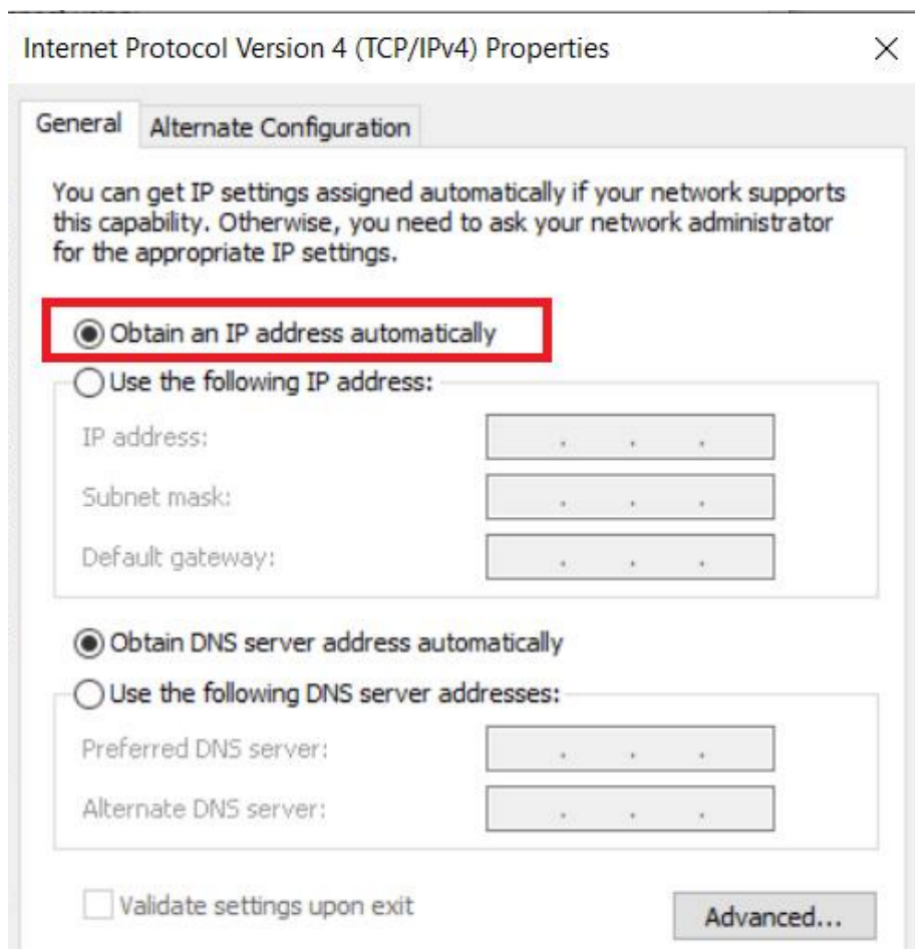 Internet Protocol Version 4 (TCP/IPv4) Properties
General
Alternate Configuration
You can get IP settings assigned automatically if your network supports
this capability. Otherwise, you need to ask your network administrator
for the appropriate IP settings.
Obtain an IP address automatically
Use the following IP address:
IP address:
Subnet mask:
Default gateway:
Obtain DNS server address automatically
Use the following DNS server addresses:
Preferred DNS server:
Alternate DNS server:
Validate settings upon exit
Advanced...